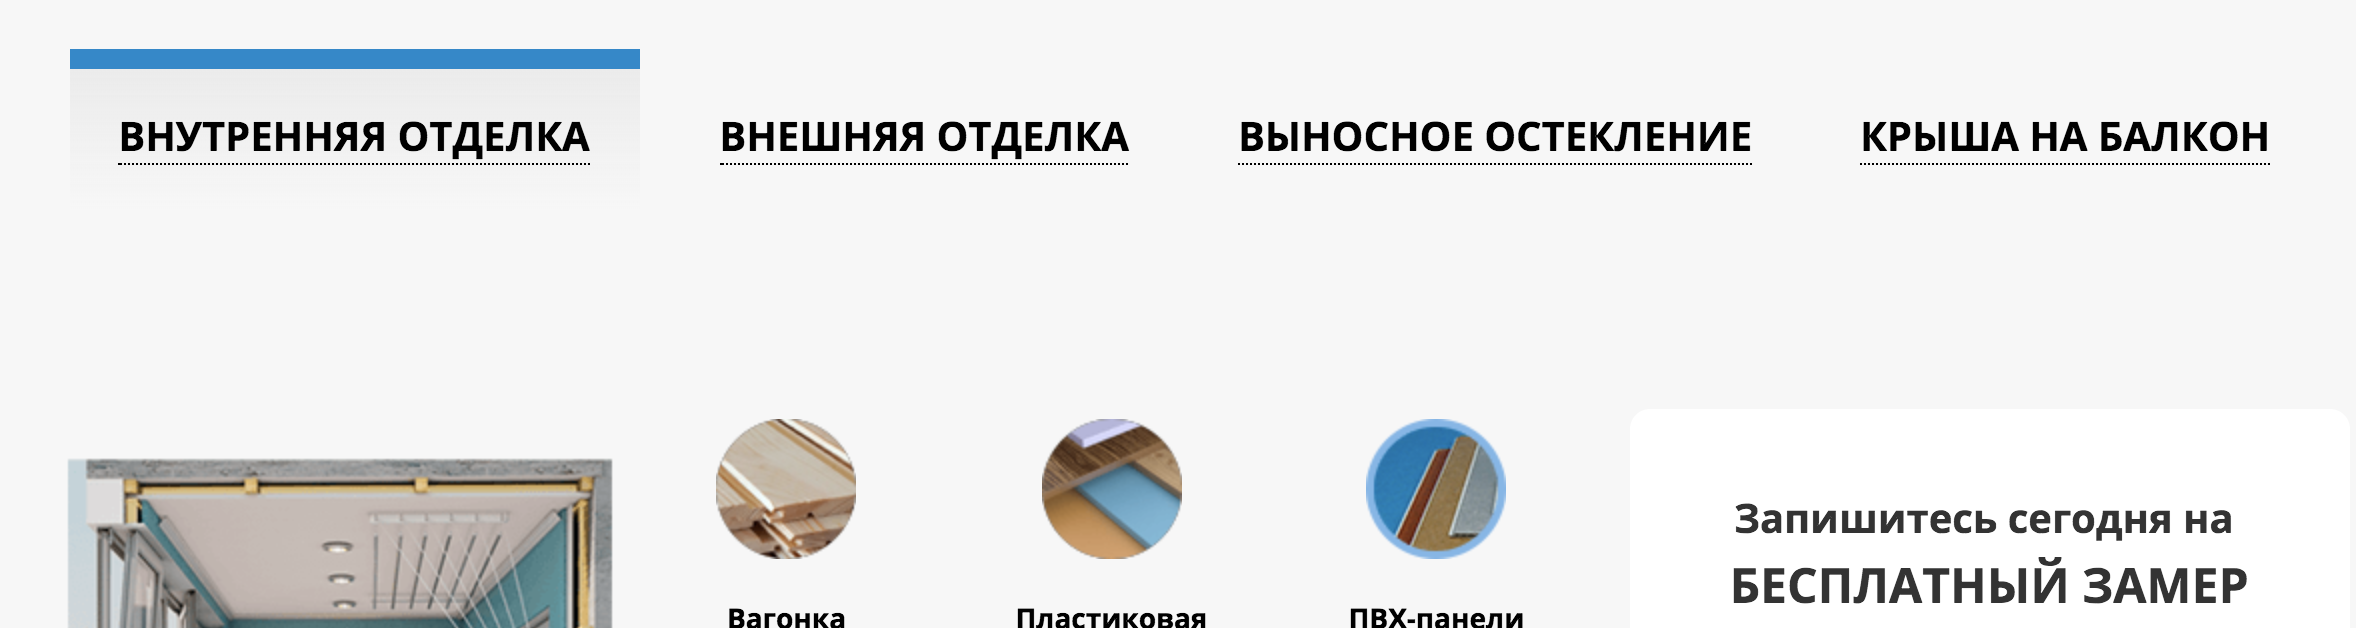 ВНУТРЕННЯЯ ОТДЕЛКА
ВНЕШНЯЯ ОТДЕЛКА
ВЫНОСНОЕ ОСТЕКЛЕНИЕ
КРЫША НА БАЛКОН
Вагонка
Пластиковая
ПВХ-панели
Запишитесь сегодня на
БЕСПЛАТНЫЙ ЗАМЕР